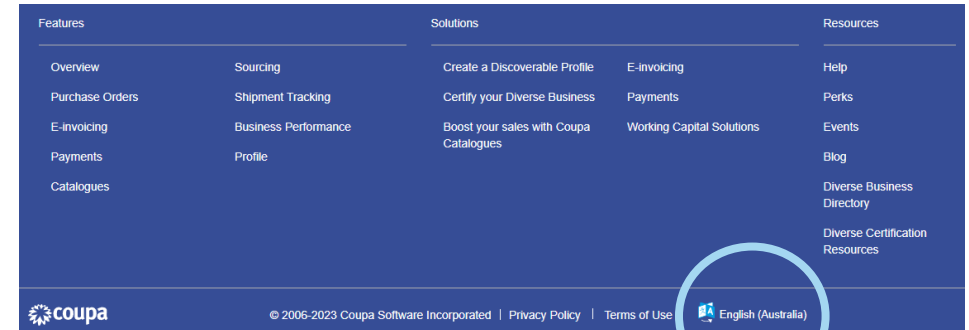 Features
Overview
Purchase Orders
E-invoicing
Payments
Catalogues
Sourcing
Shipment Tracking
Business Performance
Profile
Solutions
Create a Discoverable Profile
Certify your Diverse Business
Boost your sales with Coupa
Catalogues
E-invoicing
Payments
Working Capital Solutions
Resources
Help
Perks
Events
Blog
Diverse Business
Directory
Diverse Certification
Resources
coupa
© 2006-2023 Coupa Software Incorporated | Privacy Policy | Terms of Use
English (Australia)